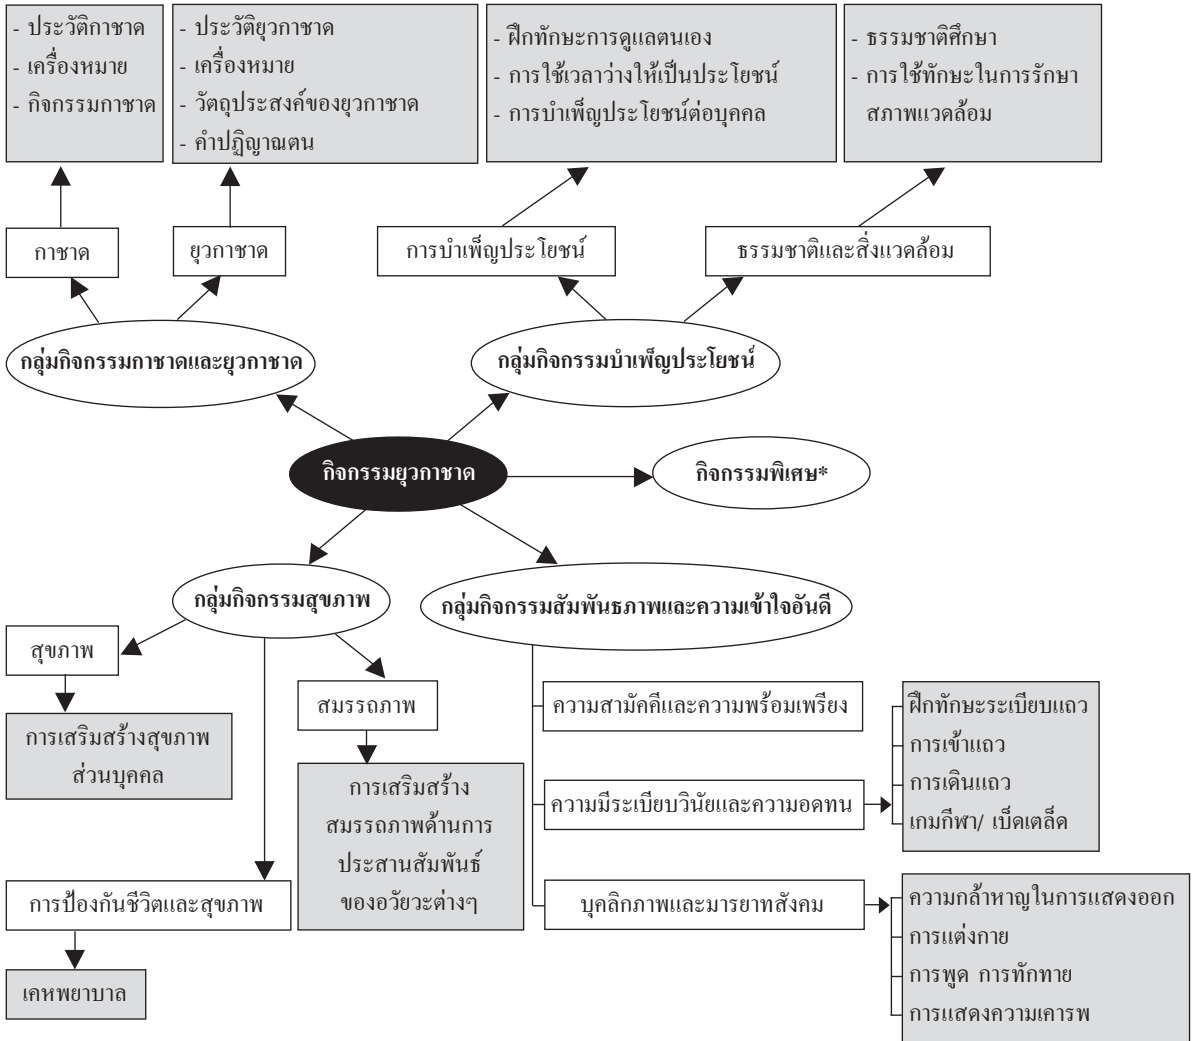 - ประวัติกาชาด
- เครื่องหมาย
- กิจกรรมกาชาด
- ประวัติยุวกาชาด
- เครื่องหมาย
- วัตถุประสงค์ของยุวกาชาด
- คำปฏิญาณตน
- ฝึกทักษะการดูแลตนเอง
- การใช้เวลาว่างให้เป็นประโยชน์
- การบำเพ็ญประโยชน์ต่อบุคคล
- ธรรมชาติศึกษา
- การใช้ทักษะในการรักษา
สภาพแวดล้อม
กาชาด
ยุวกาชาด
การบำเพ็ญประโยชน์
ธรรมชาติและสิ่งแวดล้อม
กลุ่มกิจกรรมกาชาดและยุวกาชาด
กลุ่มกิจกรรมบำเพ็ญประโยชน์
กิจกรรมยุวกาชาด
กิจกรรมพิเศษ*
กลุ่มกิจกรรมสุขภาพ
กลุ่มกิจกรรมสัมพันธภาพและความเข้าใจอันดี
สุขภาพ
การเสริมสร้างสุขภาพ
ส่วนบุคคล
สมรรถภาพ
การเสริมสร้าง
สมรรถภาพด้านการ
ประสานสัมพันธ์
ของอวัยวะต่างๆ
การป้องกันชีวิตและสุขภาพ
เคหพยาบาล
ความสามัคคีและความพร้อมเพรียง
ความมีระเบียบวินัยและความอดทน
ฝึกทักษะระเบียบแถว
การเข้าแถว
การเดินแถว
เกมกีฬา/ เบ็ดเตล็ด
บุคลิกภาพและมารยาทสังคม
ความกล้าหาญในการแสดงออก
การแต่งกาย
การพูด การทักทาย
การแสดงความเคารพ